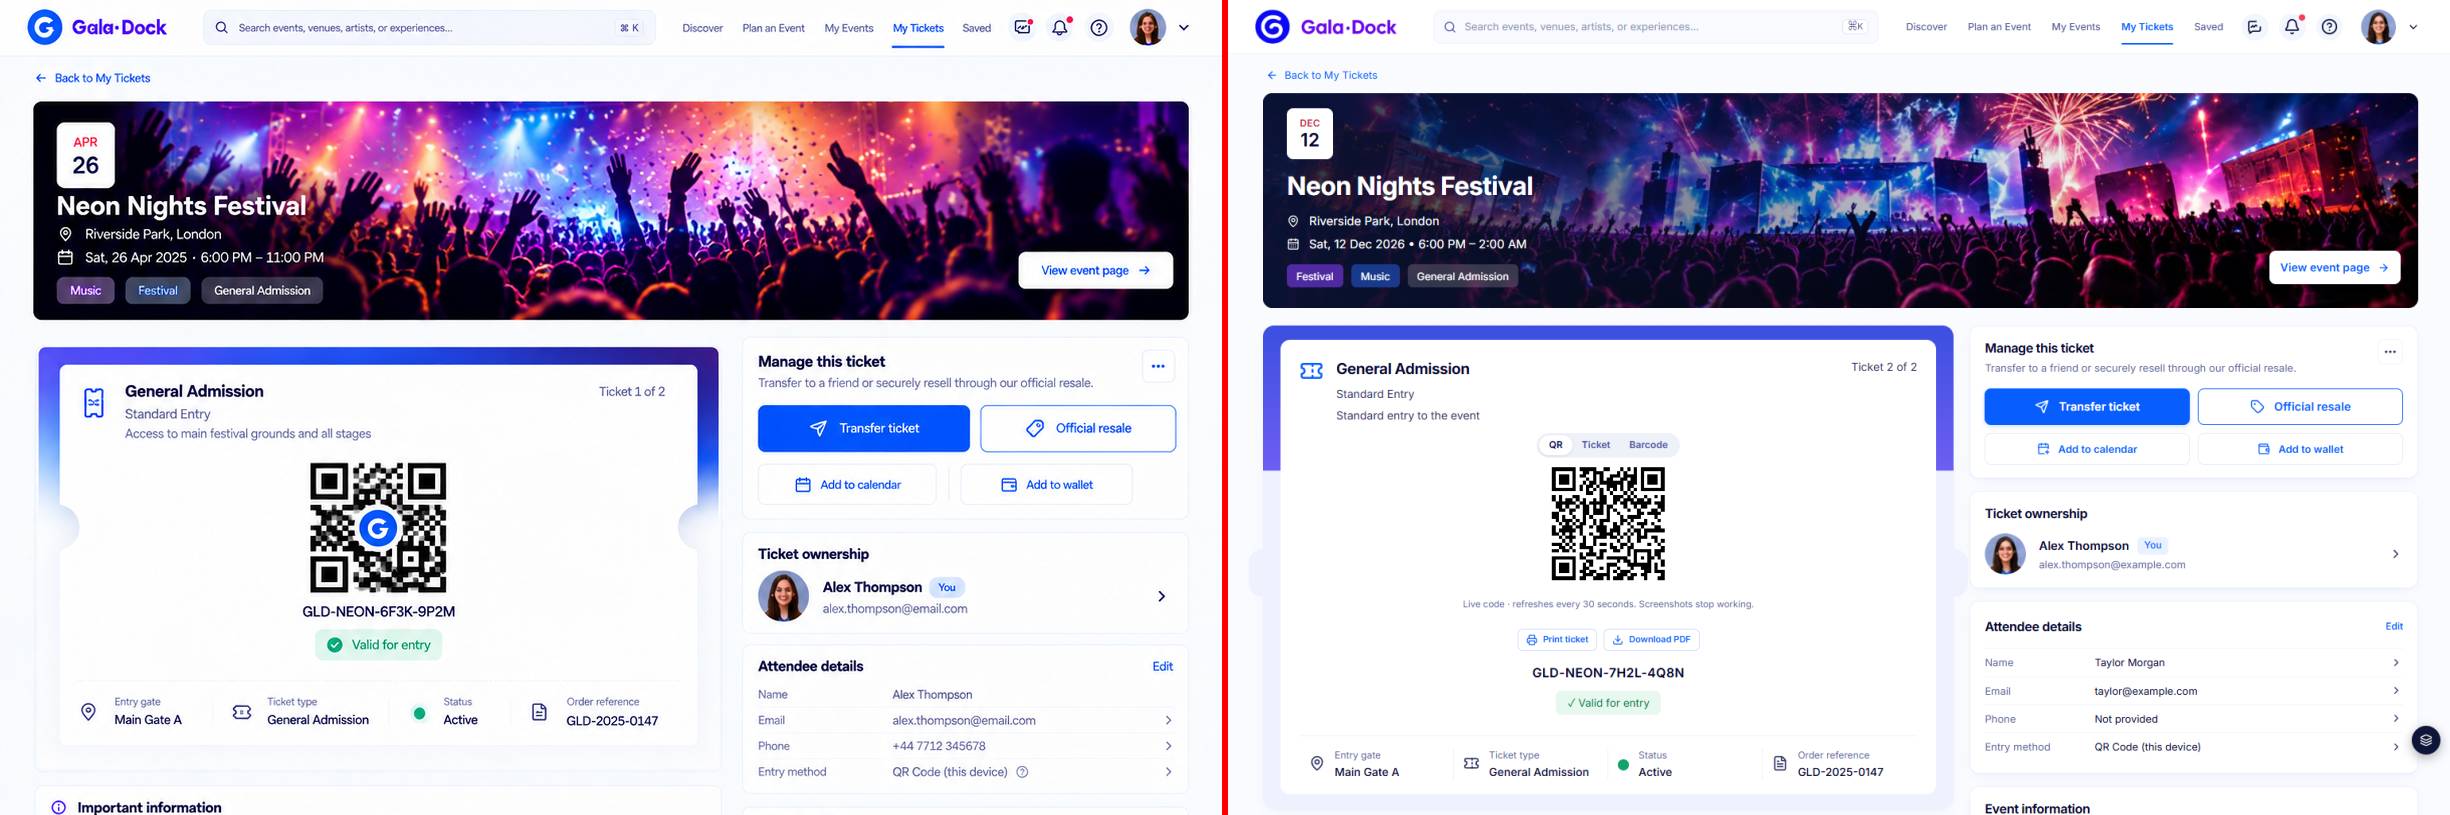 Gala·Dock
Search events, venues, artists, or experiences...
⌘ K
Discover
Plan an Event
My Events
My Tickets
Saved
← Back to My Tickets
APR
26
Neon Nights Festival
Riverside Park, London
Sat, 26 Apr 2025 · 6:00 PM – 11:00 PM
Music
Festival
General Admission
View event page →
General Admission
Ticket 1 of 2
Standard Entry
Access to main festival grounds and all stages
G
GLD-NEON-6F3K-9P2M
Valid for entry
Entry gate
Main Gate A
Ticket type
General Admission
Status
Active
Order reference
GLD-2025-0147
Important information
Manage this ticket
Transfer to a friend or securely resell through our official resale.
Transfer ticket
Official resale
Add to calendar
Add to wallet
Ticket ownership
Alex Thompson
You
alex.thompson@email.com
Attendee details
Edit
Name
Alex Thompson
Email
alex.thompson@email.com
Phone
+44 7712 345678
Entry method
QR Code (this device)
Gala·Dock
Search events, venues, artists, or experiences...
⌘K
Discover
Plan an Event
My Events
My Tickets
Saved
← Back to My Tickets
DEC
12
Neon Nights Festival
Riverside Park, London
Sat, 12 Dec 2026 • 6:00 PM – 2:00 AM
Festival
Music
General Admission
View event page →
General Admission
Ticket 2 of 2
Standard Entry
Standard entry to the event
QR
Ticket
Barcode
Live code · refreshes every 30 seconds. Screenshots stop working.
Print ticket
Download PDF
GLD-NEON-7H2L-4Q8N
✓ Valid for entry
Entry gate
Main Gate A
Ticket type
General Admission
Status
Active
Order reference
GLD-2025-0147
Manage this ticket
Transfer to a friend or securely resell through our official resale.
Transfer ticket
Official resale
Add to calendar
Add to wallet
Ticket ownership
Alex Thompson
You
alex.thompson@example.com
Attendee details
Edit
Name
Taylor Morgan
Email
taylor@example.com
Phone
Not provided
Entry method
QR Code (this device)
Event information